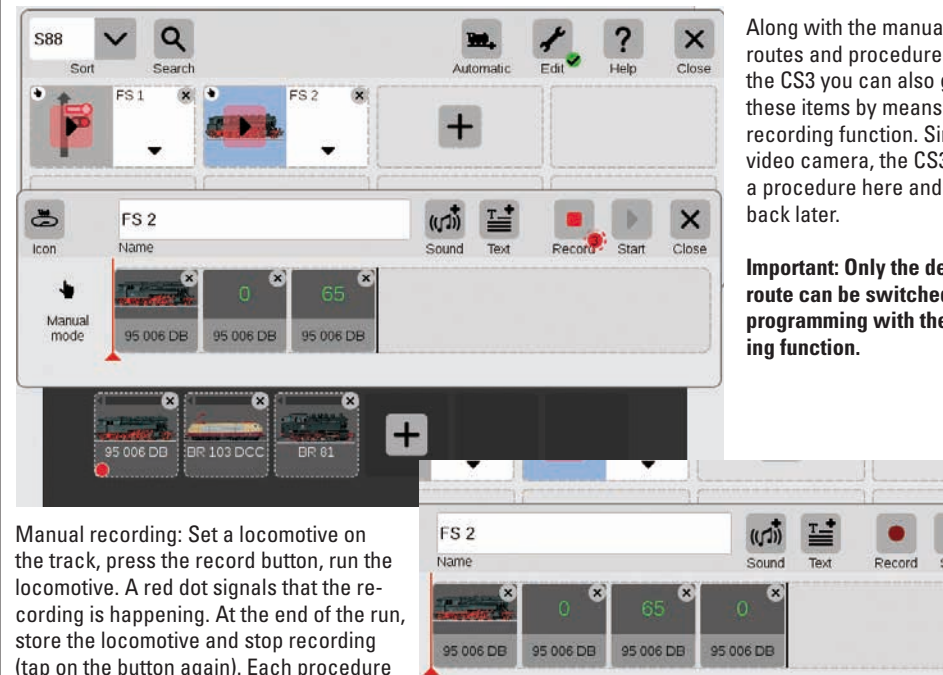 S88
Sort
Search
Automatic
Edit
Help
Close
FS 1
FS 2
Icon
FS 2
Name
Sound
Text
Record
3
Start
Close
Manual
mode
0
65
95 006 DB
95 006 DB
95 006 DB
95 006 DB
BR 103 DCC
BR 81
Along with the manual
routes and procedure
the CS3 you can also
these items by means
recording function.
video camera, the CS3
a procedure here and
back later.
Important: Only the
route can be switched
programming with the
ing function.
Manual recording: Set a locomotive on
the track, press the record button, run the
locomotive. A red dot signals that the re-
cording is happening. At the end of the run,
store the locomotive and stop recording
(tap on the button again). Each procedure
FS 2
Name
Sound
Text
Record
0
65
0
95 006 DB
95 006 DB
95 006 DB
95 006 DB